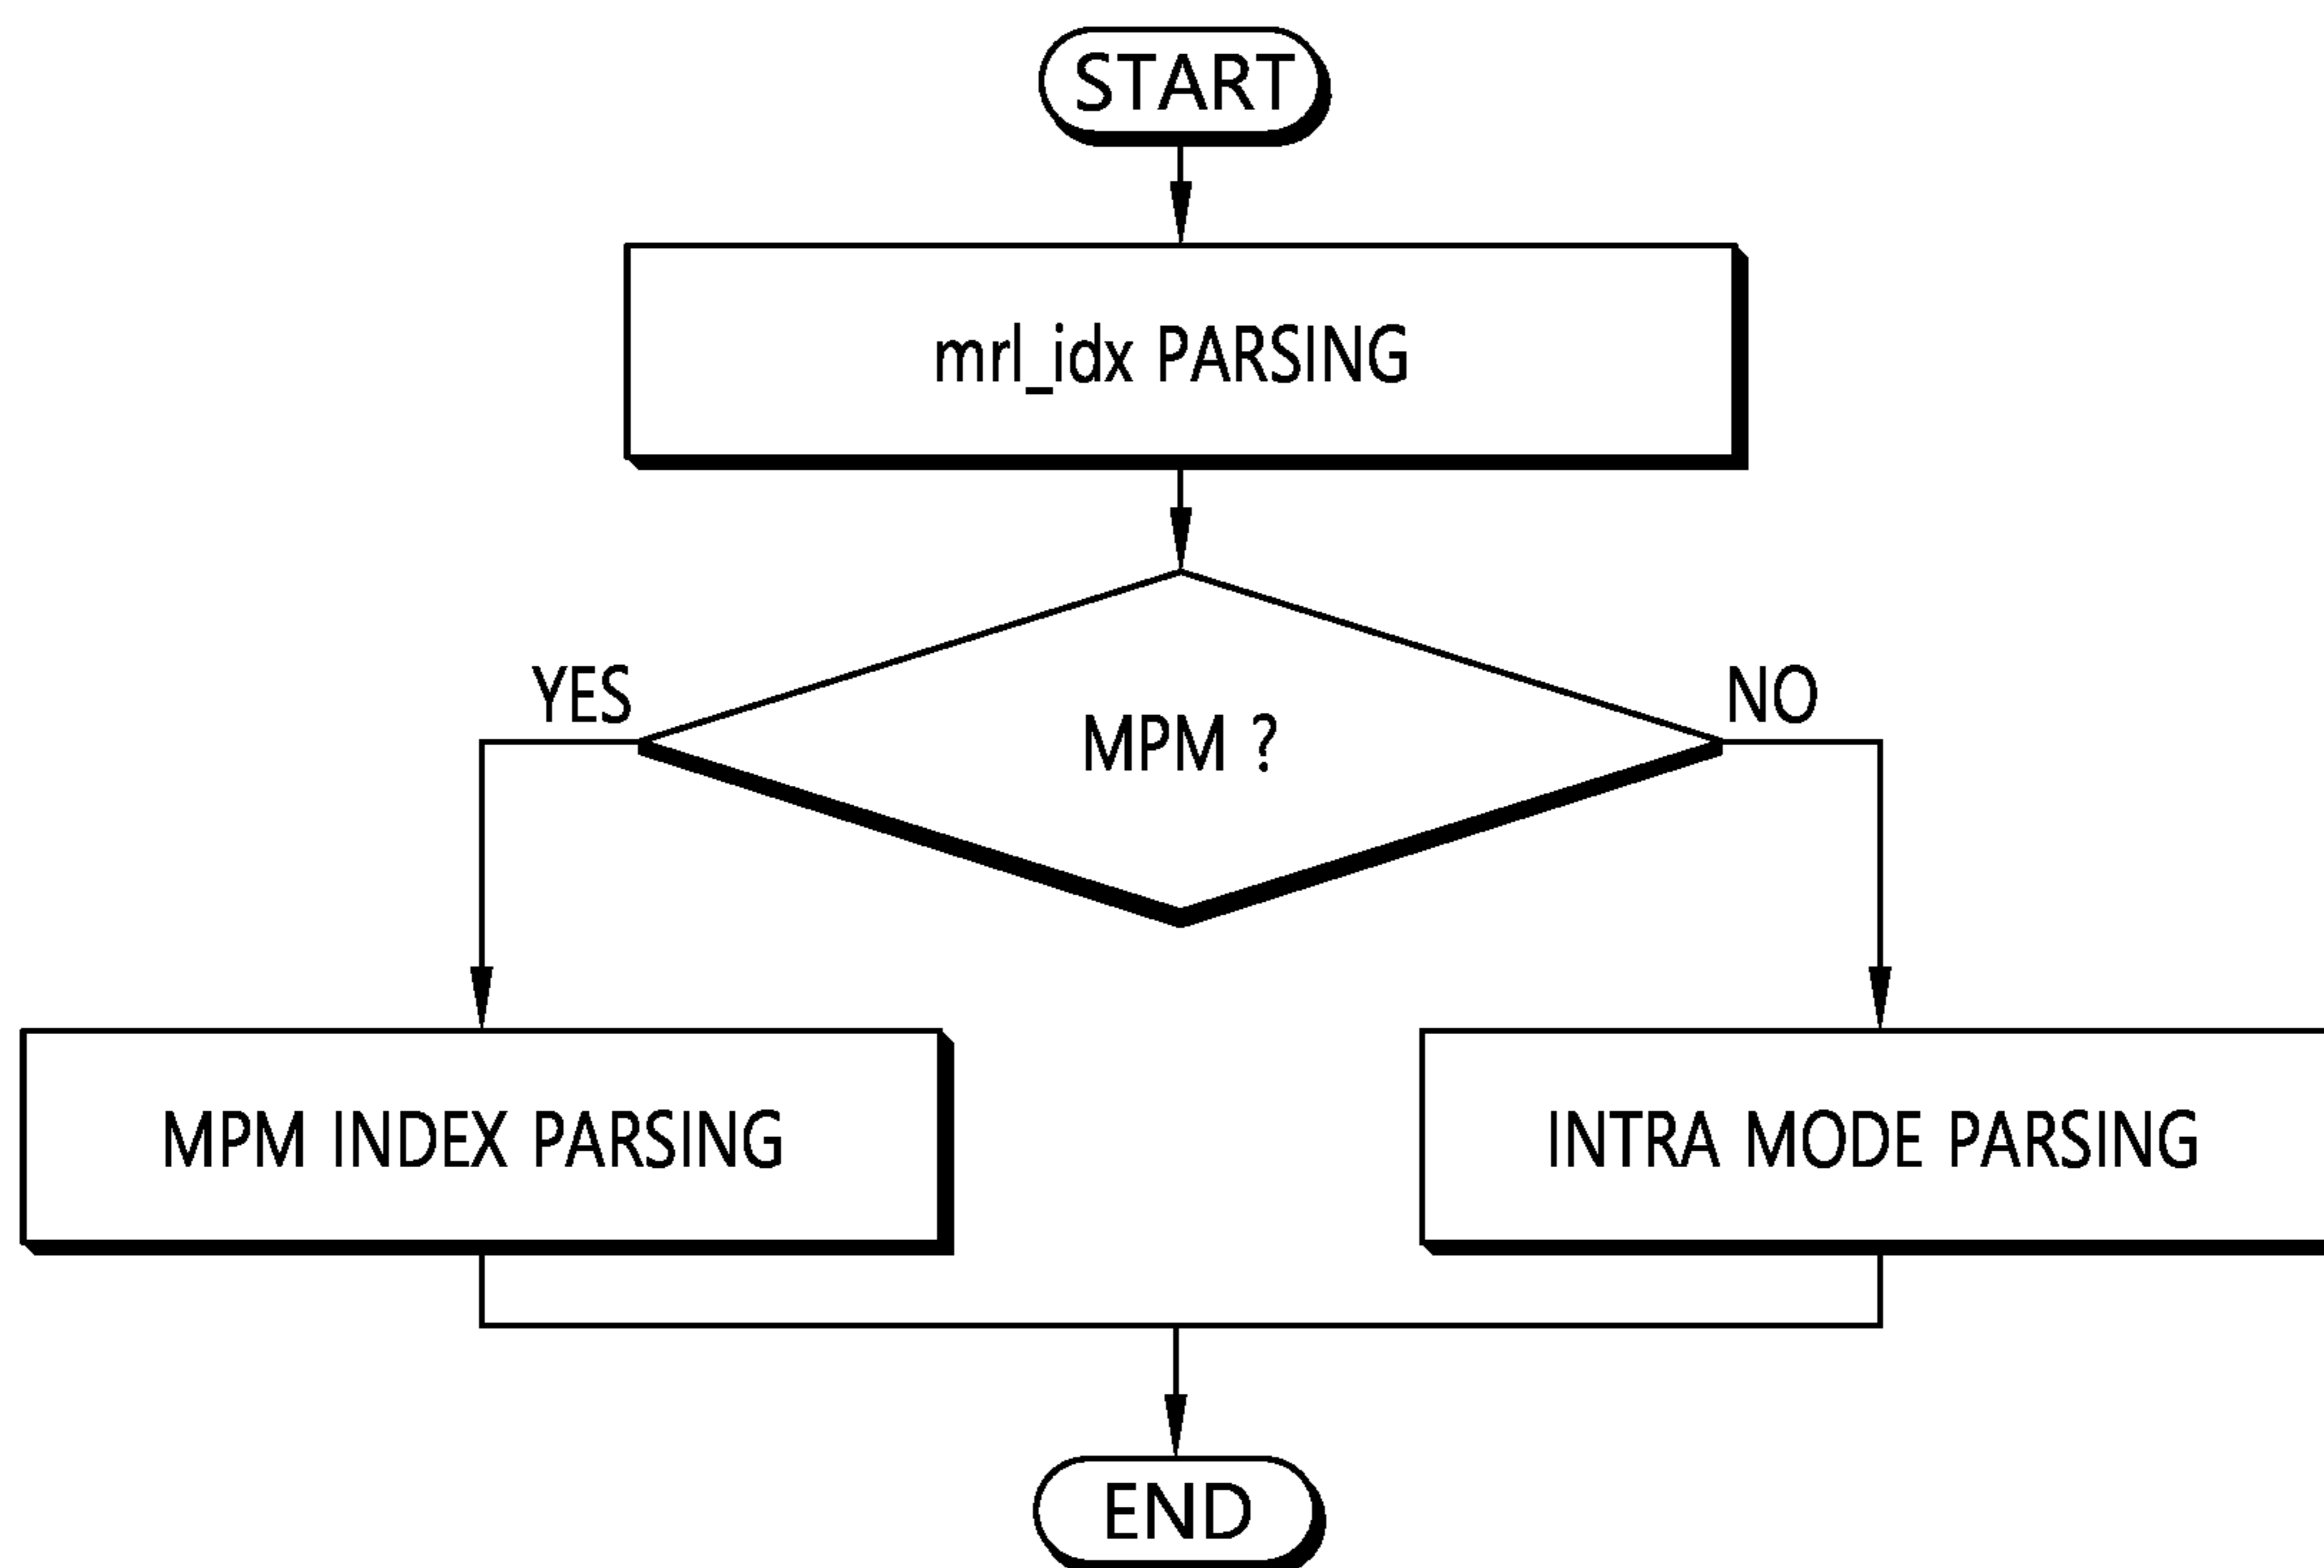 START
mrl_idx PARSING
YES
NO
MPM ?
MPM INDEX PARSING
INTRA MODE PARSING
END